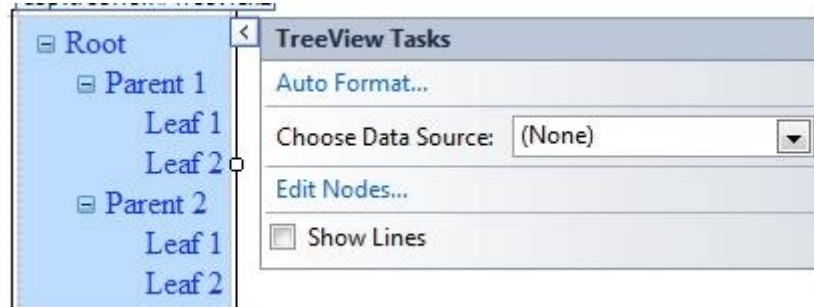 Root
Parent 1
Leaf 1
Leaf 2
Parent 2
Leaf 1
Leaf 2
TreeView Tasks
Auto Format...
Choose Data Source: (None)
Edit Nodes...
Show Lines